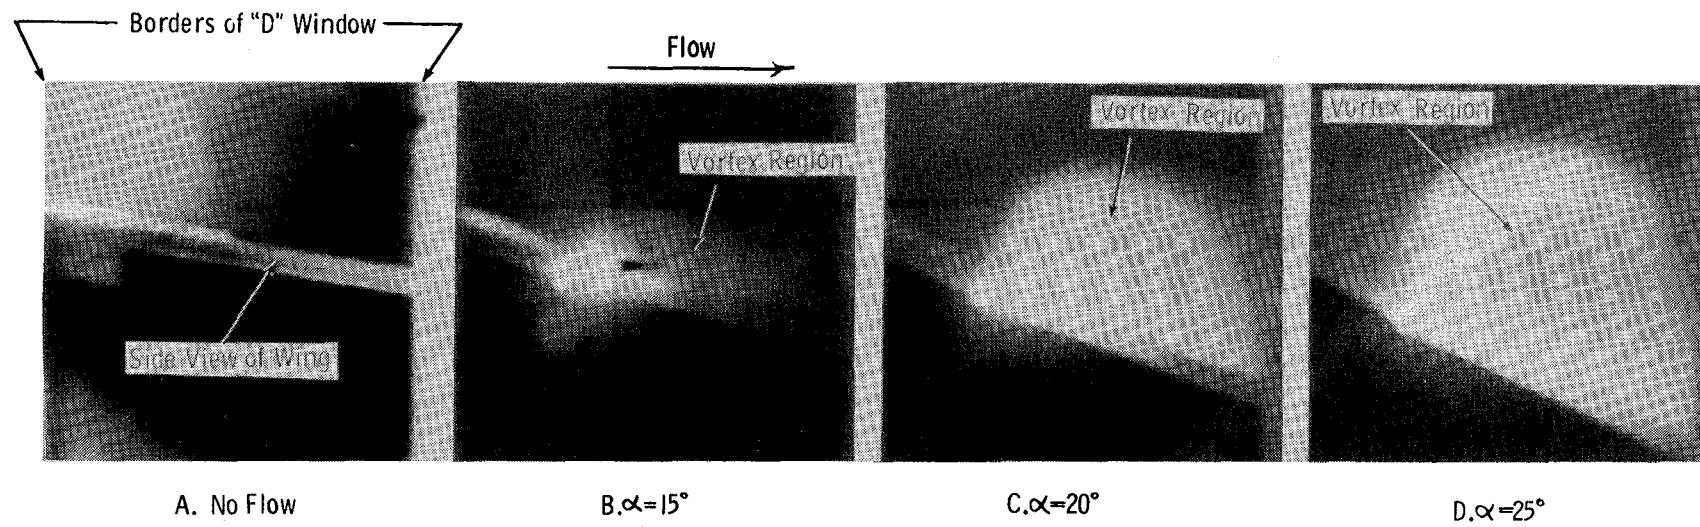 Borders of "D" Window
Flow
Vortex Region
Vortex Region
Vortex Region
Side View of Wing
A. No Flow
B. α=15°
C. α=20°
D. α=25°